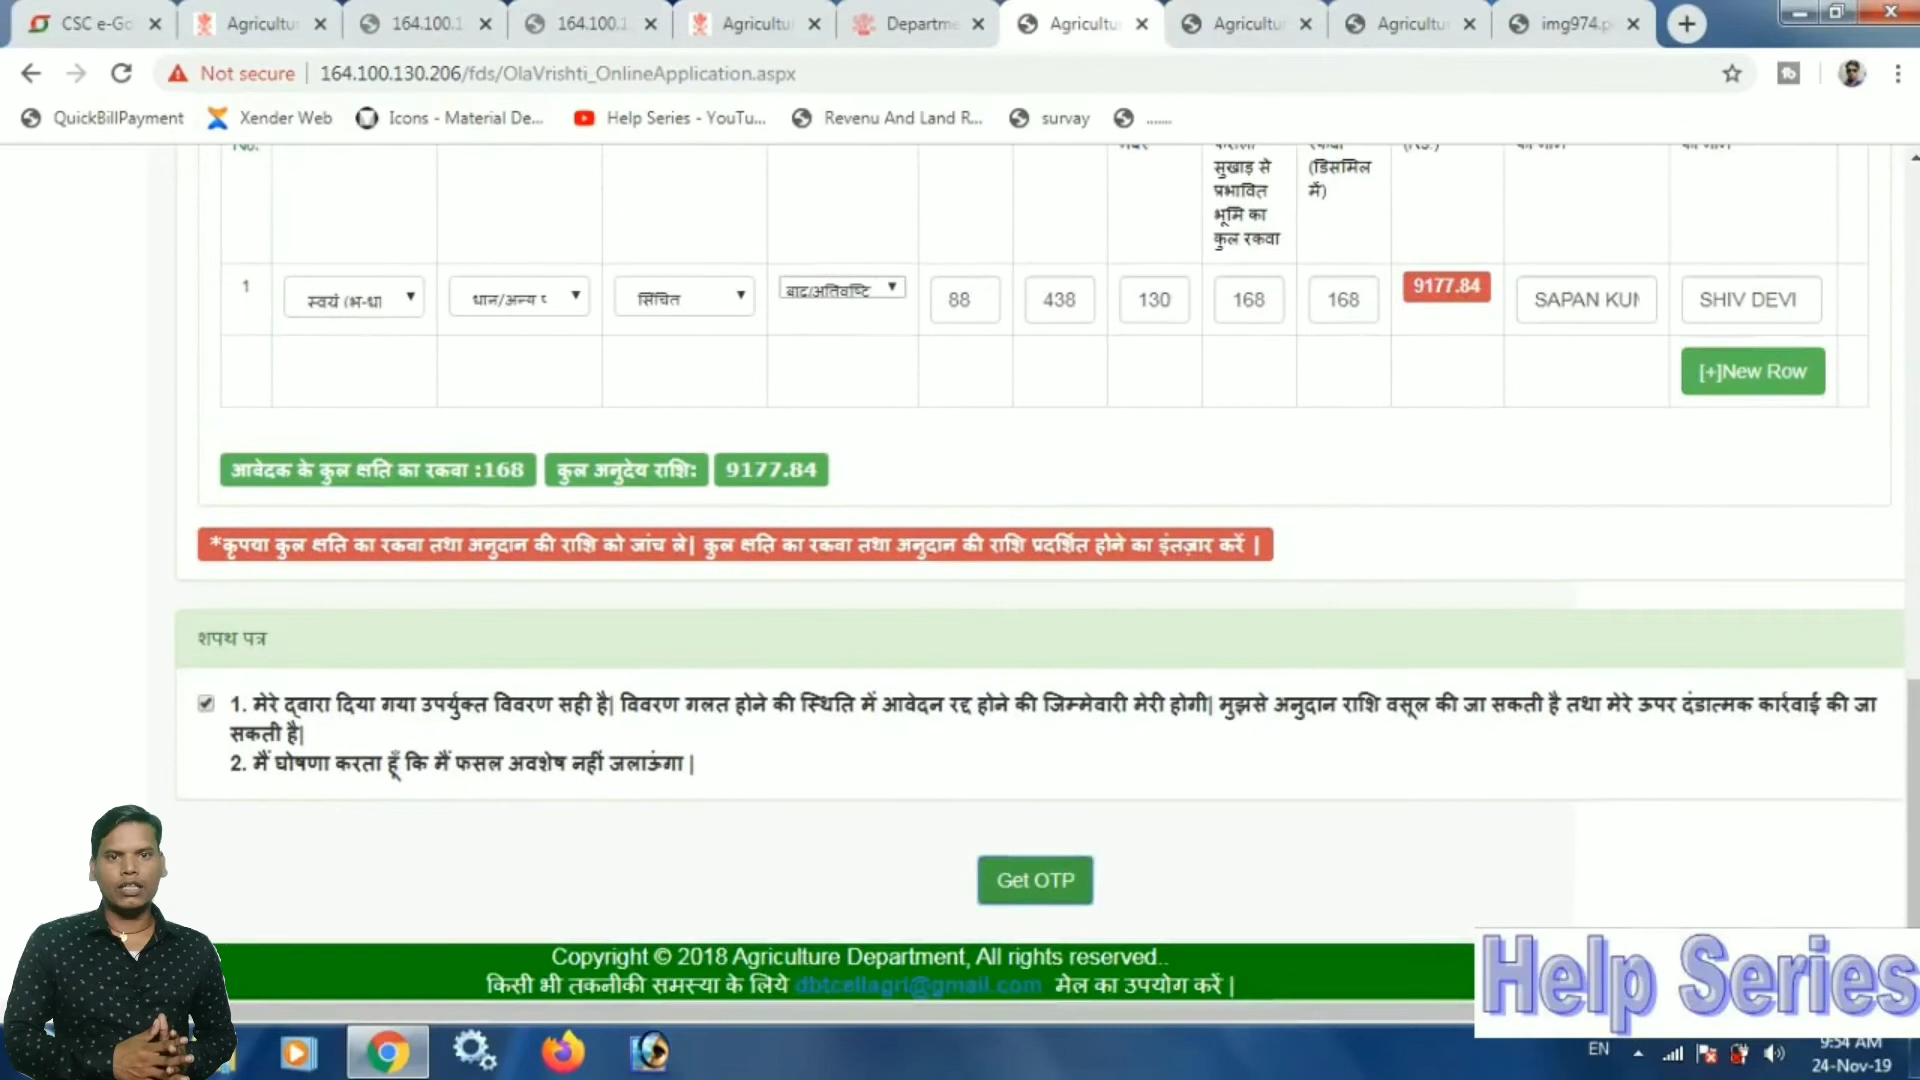 CSC e-Go
Agricultu
164.100.1
164.100.1
Agricultu
Departme
Agricultu
Agricultu
Agricultu
img974.p
Not secure
164.100.130.206/fds/OlaVrishti_OnlineApplication.aspx
QuickBillPayment
Xender Web
Icons - Material De...
Help Series - YouTu...
Revenu And Land R...
survay
......
सुखाड़ से
प्रभावित
भूमि का
कुल रकवा
(डिसमिल
में)
1
स्वयं (भू-धा
धान/अन्य
सिंचित
बाढ़/अतिवृष्टि
88
438
130
168
168
9177.84
SAPAN KUN
SHIV DEVI
[+]New Row
आवेदक के कुल क्षति का रकवा :168
कुल अनुदेय राशि:
9177.84
*कृपया कुल क्षति का रकवा तथा अनुदान की राशि को जांच ले| कुल क्षति का रकवा तथा अनुदान की राशि प्रदर्शित होने का इंतज़ार करें |
शपथ पत्र
1. मेरे द्वारा दिया गया उपर्युक्त विवरण सही है| विवरण गलत होने की स्थिति में आवेदन रद्द होने की जिम्मेवारी मेरी होगी| मुझसे अनुदान राशि वसूल की जा सकती है तथा मेरे ऊपर दंडात्मक कार्रवाई की जा
सकती है|
2. मैं घोषणा करता हूँ कि मैं फसल अवशेष नहीं जलाऊंगा |
Get OTP
Copyright © 2018 Agriculture Department, All rights reserved..
किसी भी तकनीकी समस्या के लिये dbtcellagri@gmail.com मेल का उपयोग करें |
Help Series
EN
9:54 AM
24-Nov-19